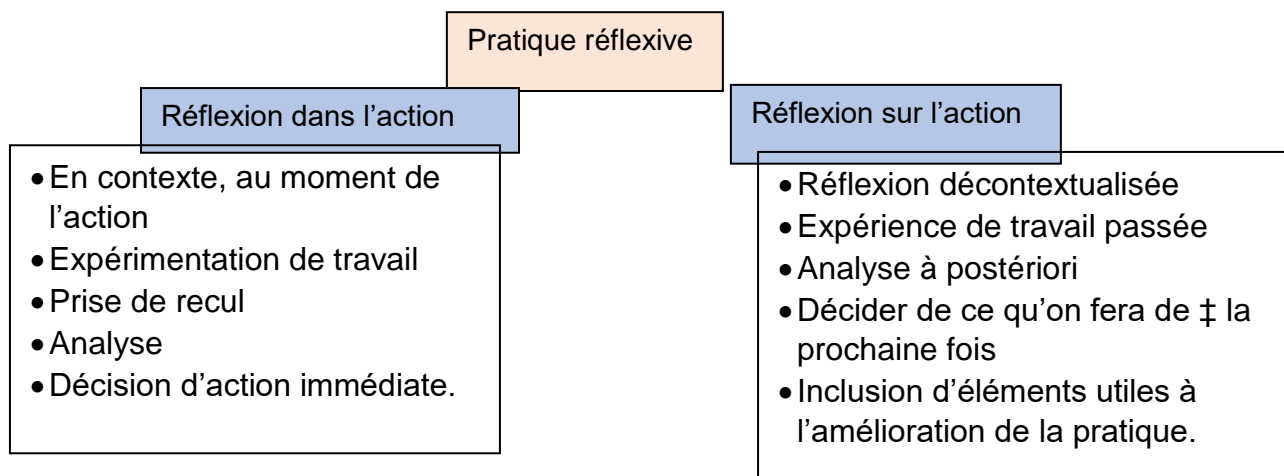 Pratique réflexive
Réflexion dans l’action
• En contexte, au moment de
l’action
• Expérimentation de travail
• Prise de recul
• Analyse
• Décision d’action immédiate.
Réflexion sur l’action
• Réflexion décontextualisée
• Expérience de travail passée
• Analyse à postériori
• Décider de ce qu’on fera de ‡ la
prochaine fois
• Inclusion d’éléments utiles à
l’amélioration de la pratique.